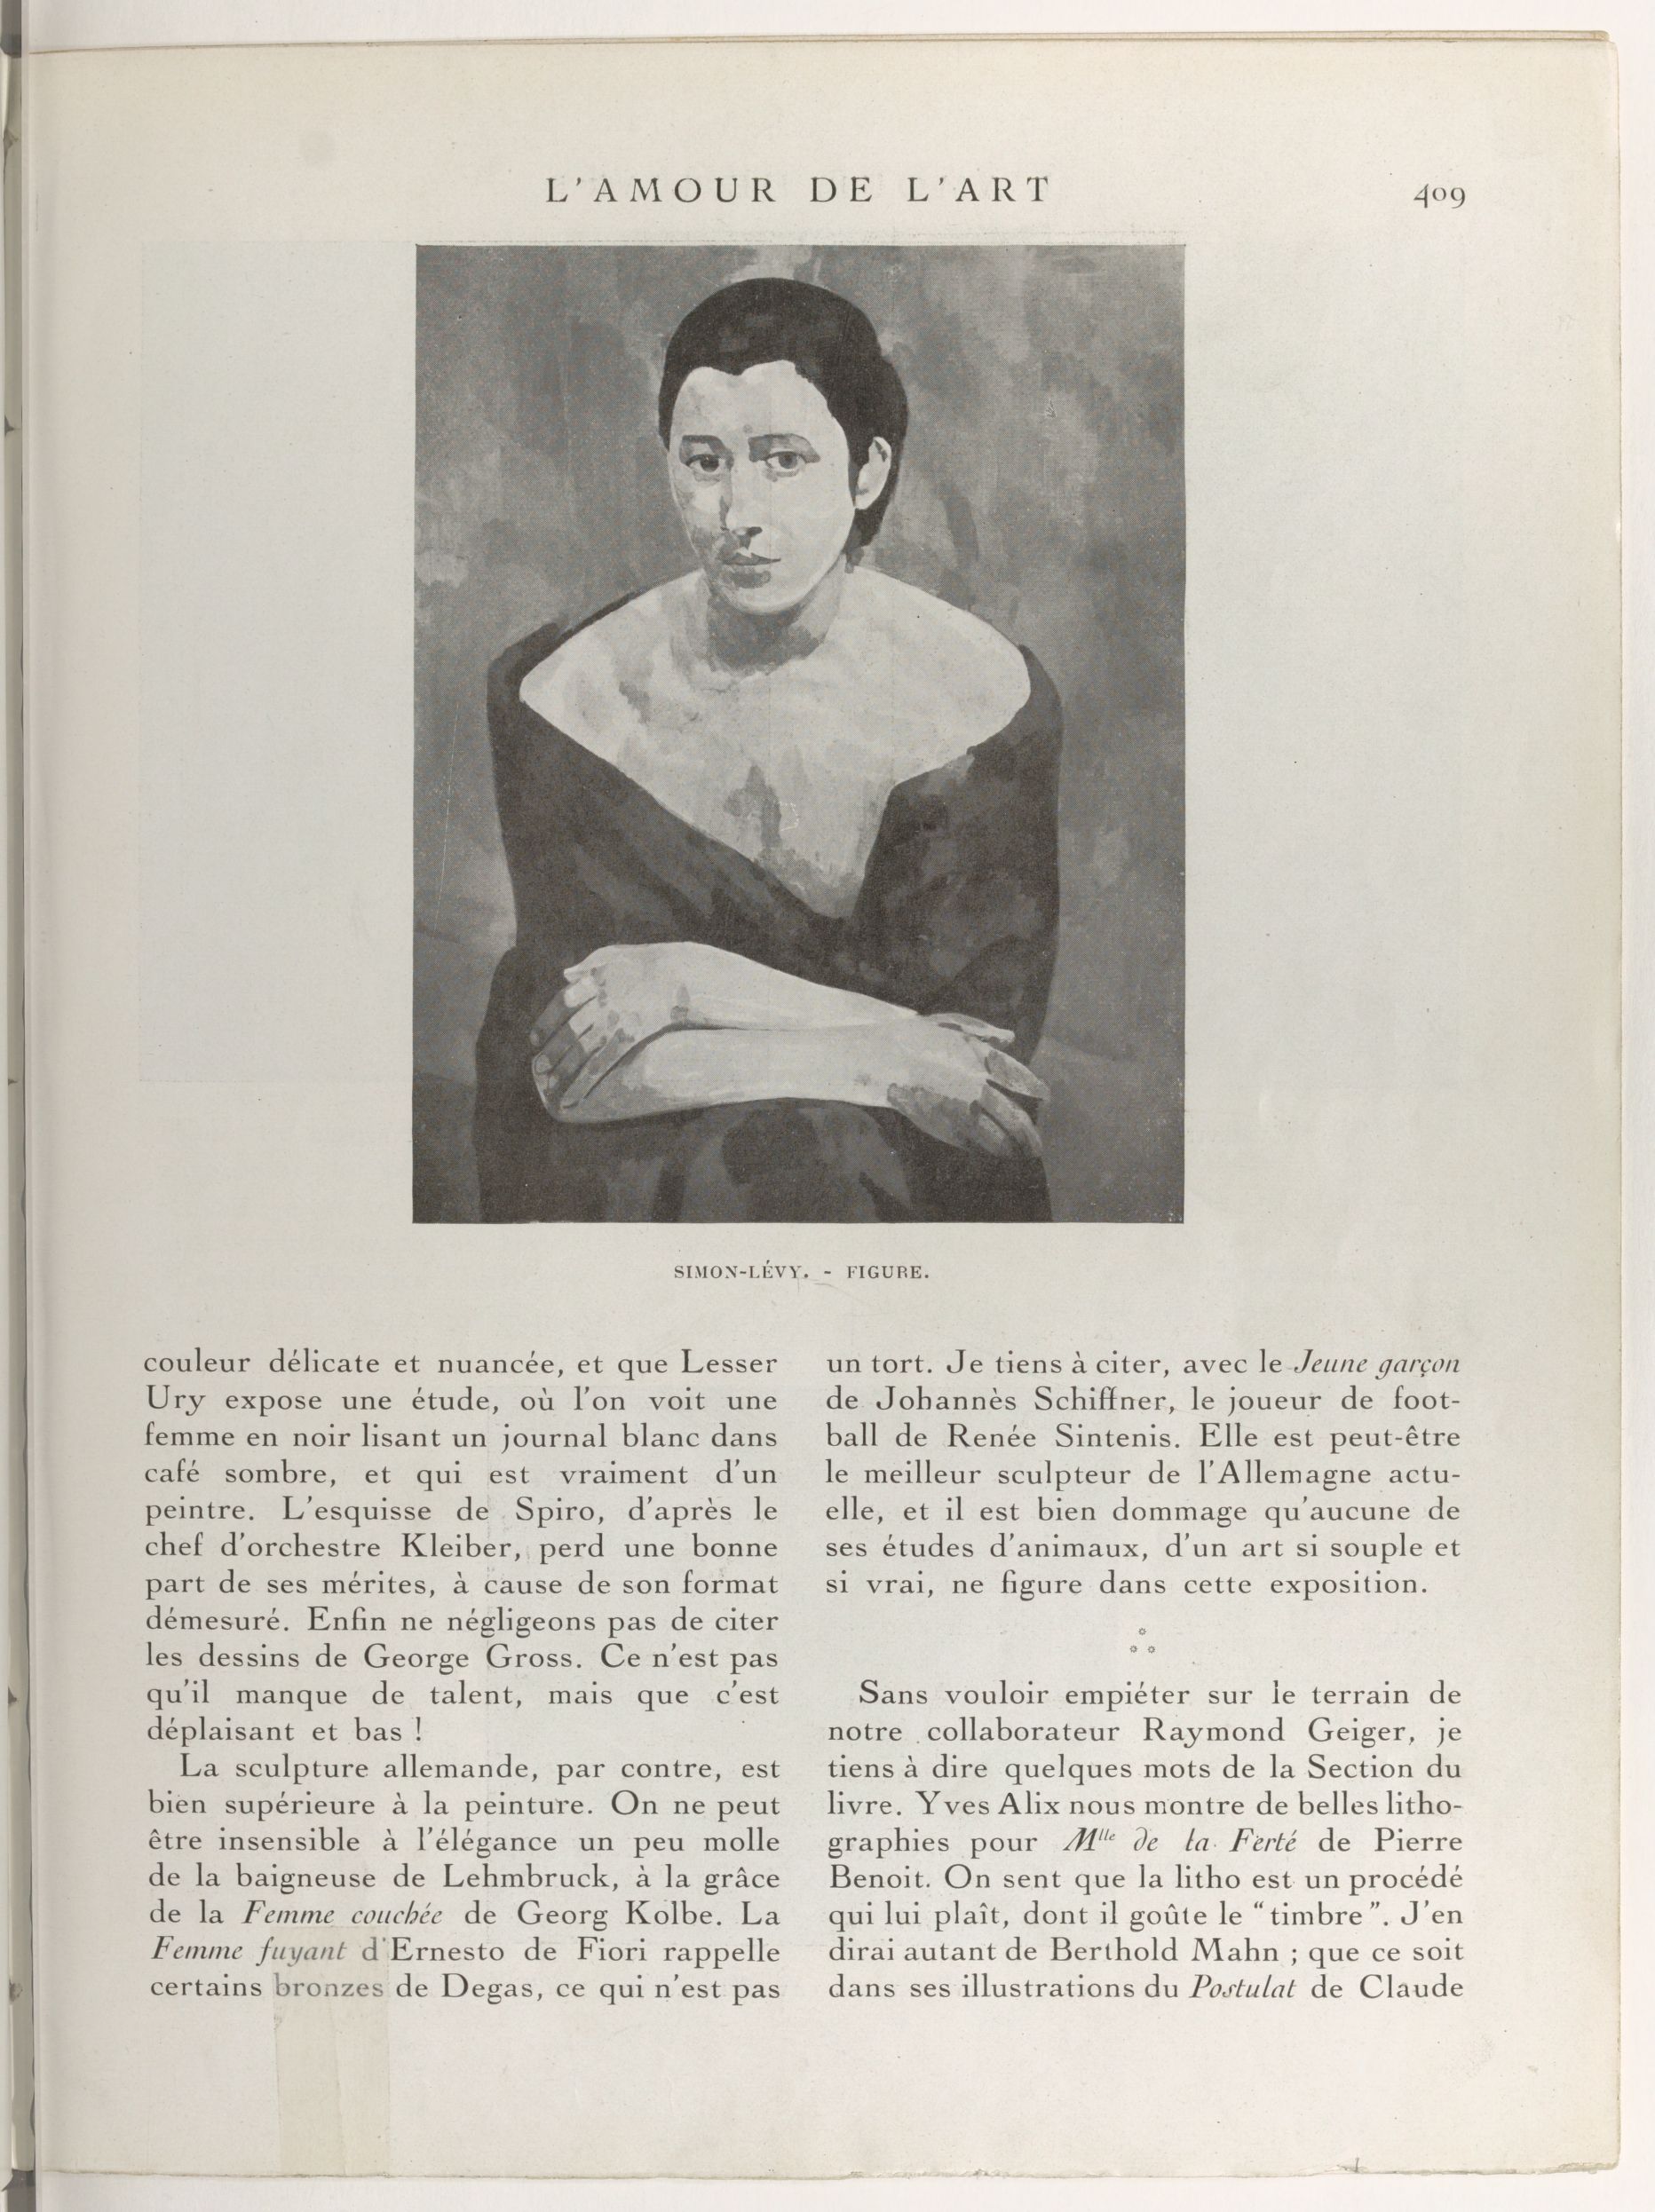 L'AMOUR DE L'ART
409
SIMON-LÉVY. - FIGURE.
couleur délicate et nuancée, et que Lesser
Ury expose une étude, où l'on voit une
femme en noir lisant un journal blanc dans
café sombre, et qui est vraiment d'un
peintre. L'esquisse de Spiro, d'après le
chef d'orchestre Kleiber, perd une bonne
part de ses mérites, à cause de son format
démesuré. Enfin ne négligeons pas de citer
les dessins de George Gross. Ce n'est pas
qu'il manque de talent, mais que c'est
déplaisant et bas !
La sculpture allemande, par contre, est
bien supérieure à la peinture. On ne peut
être insensible à l'élégance un peu molle
de la baigneuse de Lehmbruck, à la grâce
de la Femme couchée de Georg Kolbe. La
Femme fuyant d'Ernesto de Fiori rappelle
certains bronzes de Degas, ce qui n'est pas
un tort. Je tiens à citer, avec le Jeune garçon
de Johannès Schiffner, le joueur de foot-
ball de Renée Sintenis. Elle est peut-être
le meilleur sculpteur de l'Allemagne actu-
elle, et il est bien dommage qu'aucune de
ses études d'animaux, d'un art si souple et
si vrai, ne figure dans cette exposition.
Sans vouloir empiéter sur le terrain de
notre collaborateur Raymond Geiger, je
tiens à dire quelques mots de la Section du
livre. Yves Alix nous montre de belles litho-
graphies pour Mlle de la Ferté de Pierre
Benoit. On sent que la litho est un procédé
qui lui plaît, dont il goûte le “timbre”. J'en
dirai autant de Berthold Mahn ; que ce soit
dans ses illustrations du Postulat de Claude